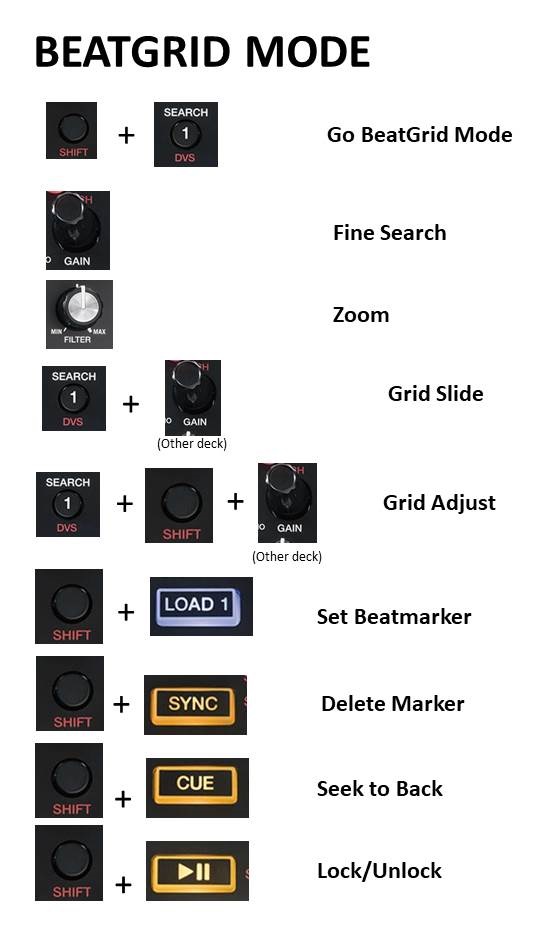 BEATGRID MODE
SEARCH
+ 1 Go BeatGrid Mode
SHIFT DVS
H
Fine Search
O GAIN
Zoom
MIN MAX
FILTER
SEARCH H
1 + Grid Slide
DVS IO GAIN
(Other deck)
SEARCH H
1 + + Grid Adjust
DVS SHIFT IO GAIN
(Other deck)
+ LOAD 1 Set Beatmarker
SHIFT
+ SYNC Delete Marker
SHIFT
+ CUE Seek to Back
SHIFT
+ Lock/Unlock
SHIFT